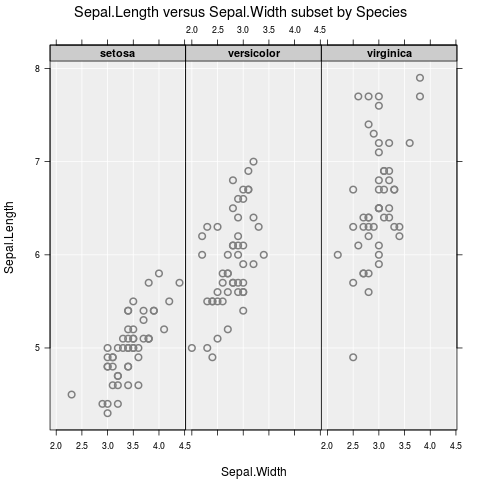 Sepal.Length versus Sepal.Width subset by Species
2.0 2.5 3.0 3.5 4.0 4.5
setosa versicolor virginica
8
7
6
5
Sepal.Length
2.0 2.5 3.0 3.5 4.0 4.5 2.0 2.5 3.0 3.5 4.0 4.5
Sepal.Width